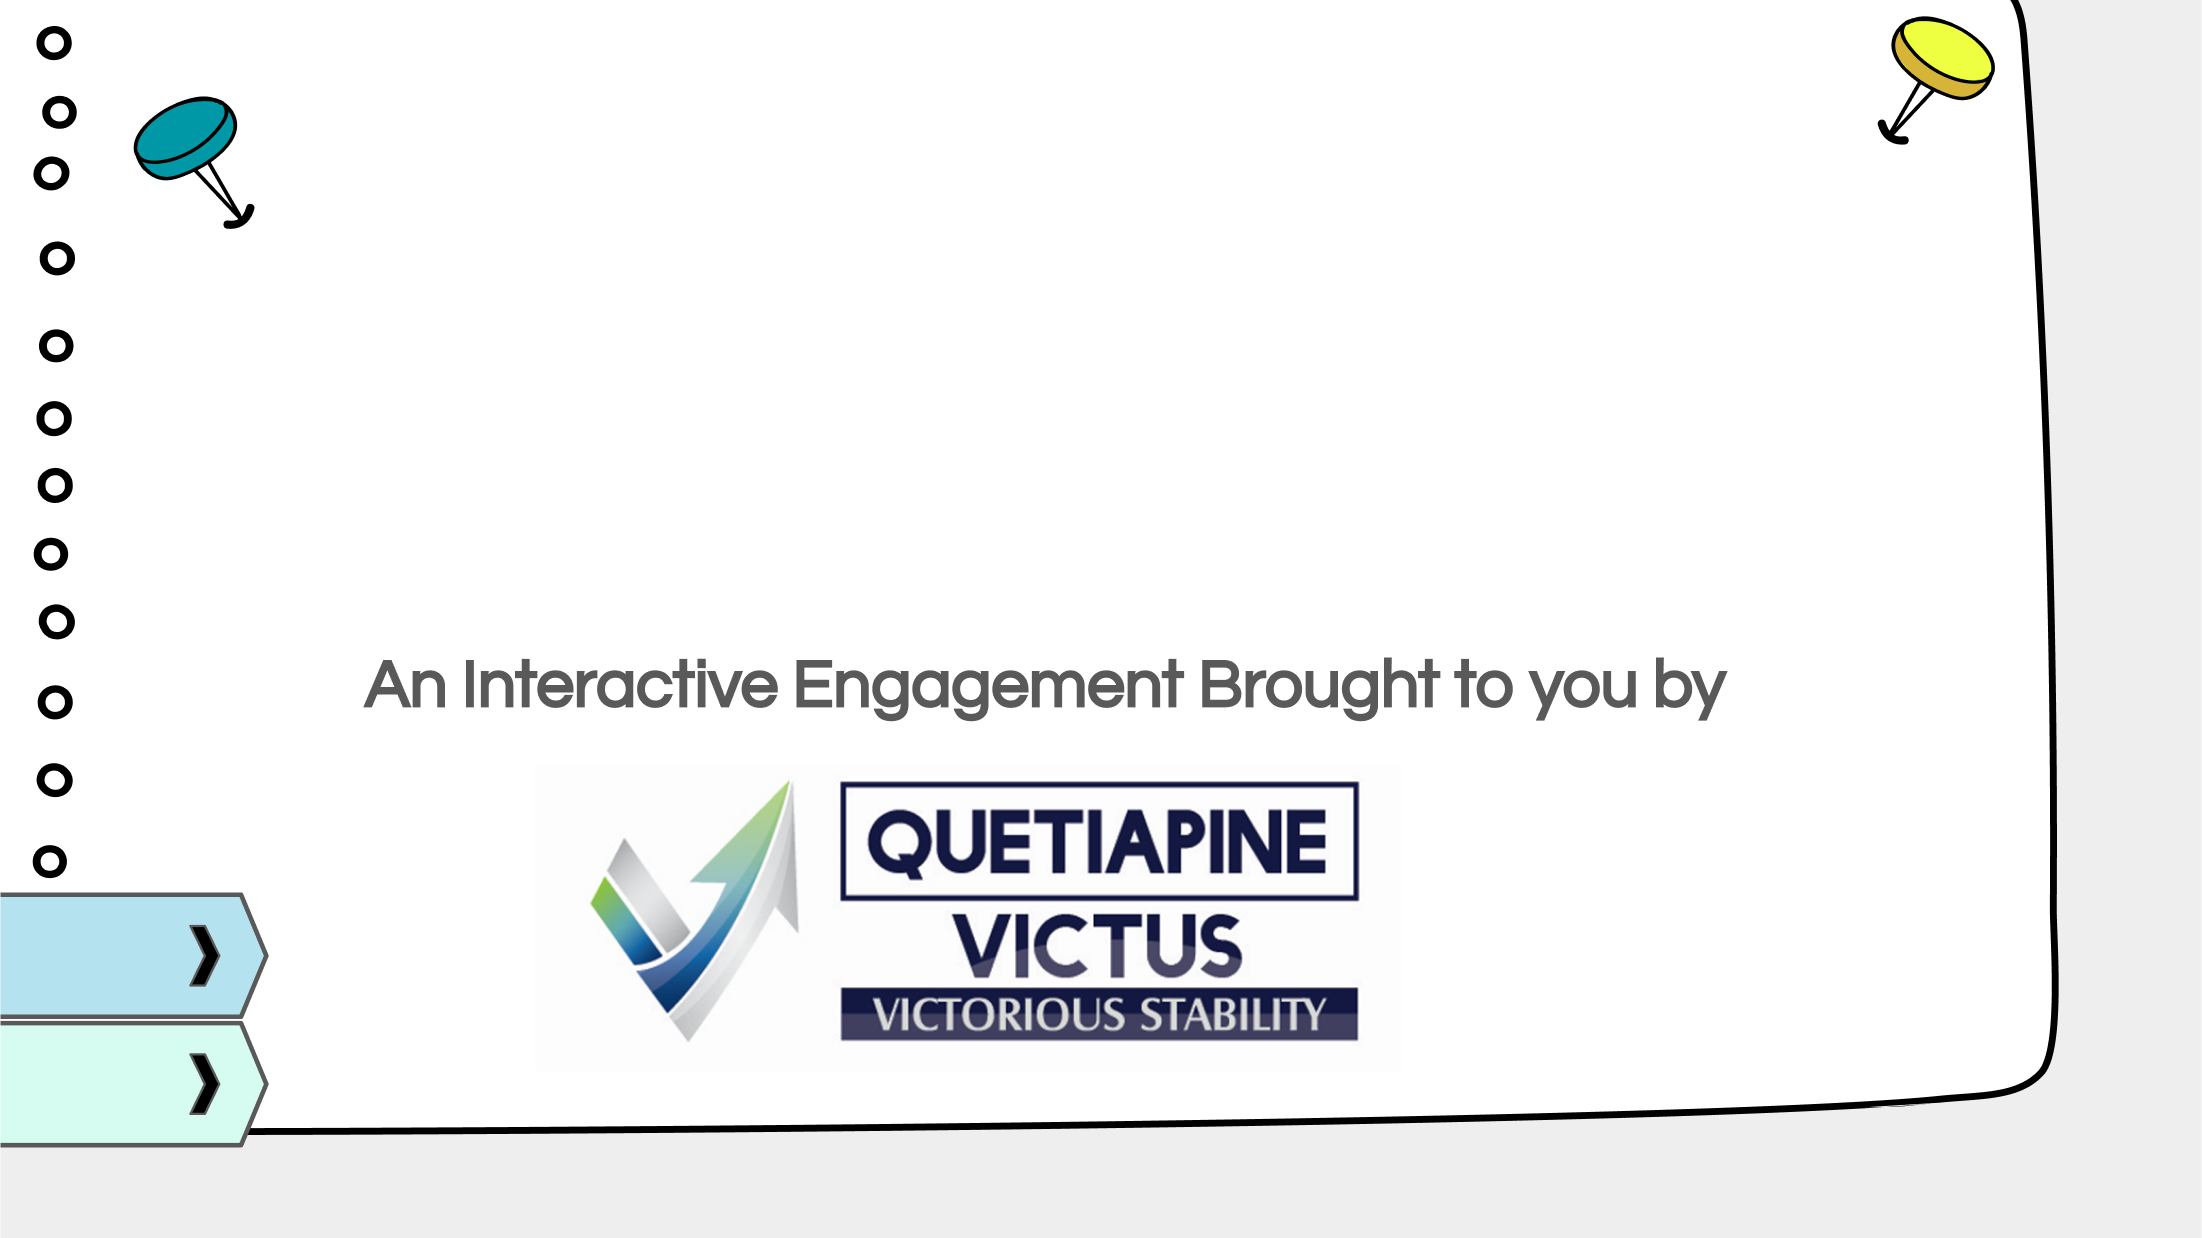 An Interactive Engagement Brought to you by
QUETIAPINE
VICTUS
VICTORIOUS STABILITY